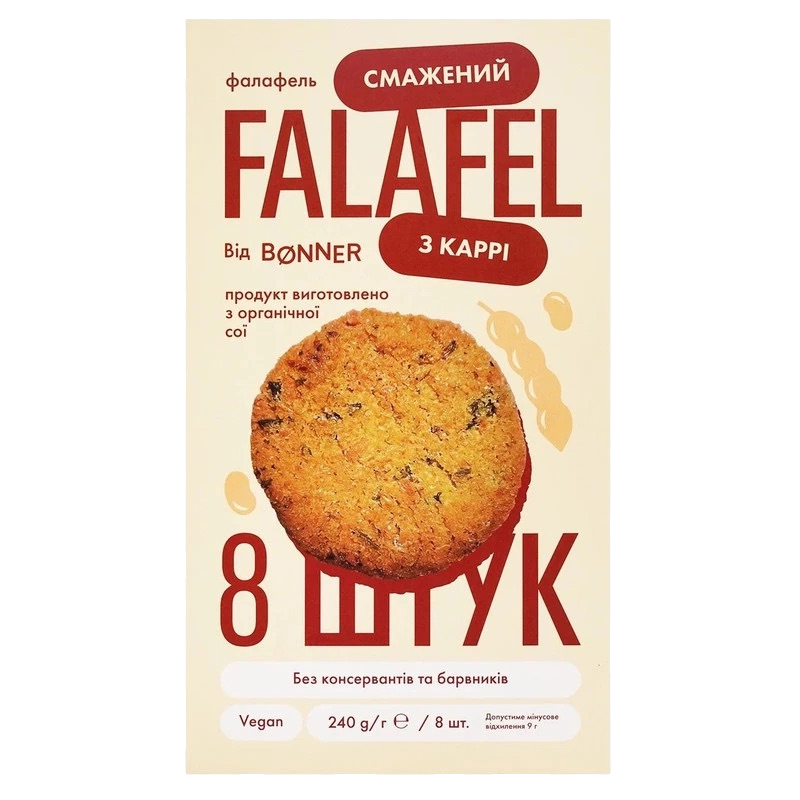 фалафель
СМАЖЕНИЙ
FALAFEL
Від BØNNER
З КАРРІ
продукт виготовлено
з органічної
сої
8 ШТУК
Без консервантів та барвників
Vegan
240 g/г ℮ / 8 шт.
Допустиме мінусове
відхилення 9 г